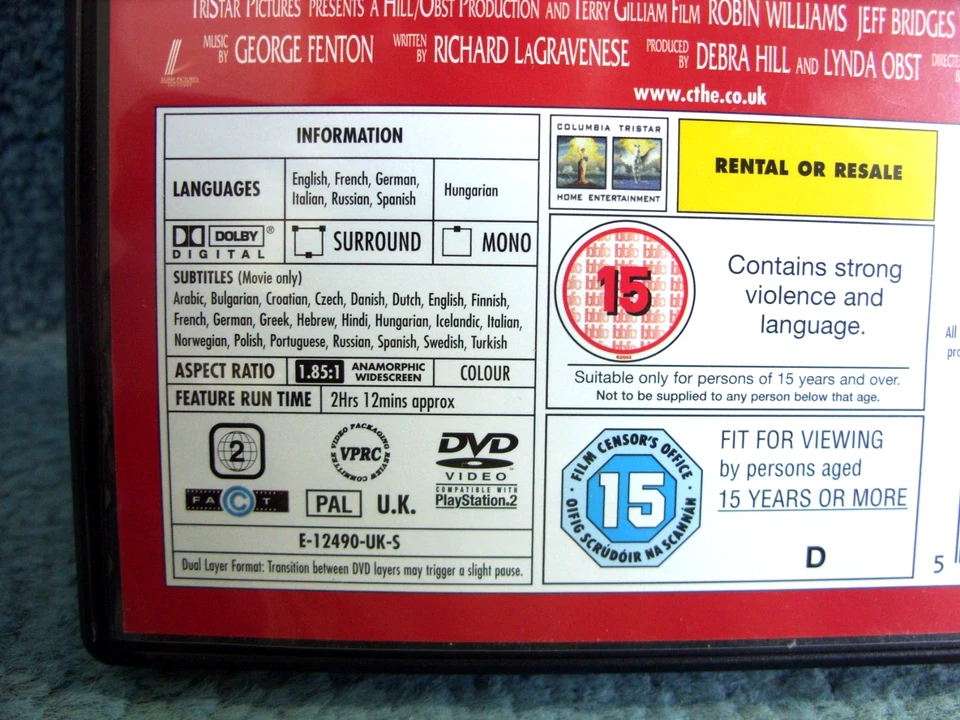 TRISTAR PICTURES PRESENTS A HILL/OBST PRODUCTION AND TERRY GILLIAM FILM ROBIN WILLIAMS JEFF BRIDGES
MUSIC BY GEORGE FENTON WRITTEN BY RICHARD LAGRAVENESE PRODUCED BY DEBRA HILL AND LYNDA OBST
www.cthe.co.uk
INFORMATION
LANGUAGES
English, French, German,
Italian, Russian, Spanish
Hungarian
DOLBY
DIGITAL
SURROUND
MONO
SUBTITLES (Movie only)
Arabic, Bulgarian, Croatian, Czech, Danish, Dutch, English, Finnish,
French, German, Greek, Hebrew, Hindi, Hungarian, Icelandic, Italian,
Norwegian, Polish, Portuguese, Russian, Spanish, Swedish, Turkish
ASPECT RATIO 1.85:1 ANAMORPHIC WIDESCREEN COLOUR
FEATURE RUN TIME 2Hrs 12mins approx
2
VIDEO PACKAGING REVIEW COMMITTEE
VPRC
DVD
VIDEO
FACT
PAL U.K.
COMPATIBLE WITH
PlayStation.2
E-12490-UK-S
Dual Layer Format: Transition between DVD layers may trigger a slight pause.
COLUMBIA TRISTAR
HOME ENTERTAINMENT
RENTAL OR RESALE
15
Contains strong
violence and
language.
Suitable only for persons of 15 years and over.
Not to be supplied to any person below that age.
FILM CENSOR'S OFFICE
15
OIFIG SCRÚDÓIR NA SCANNÁN
FIT FOR VIEWING
by persons aged
15 YEARS OR MORE
D
All
5